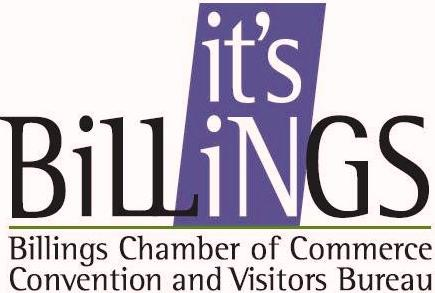 it's
BiLLiNGS
Billings Chamber of Commerce
Convention and Visitors Bureau